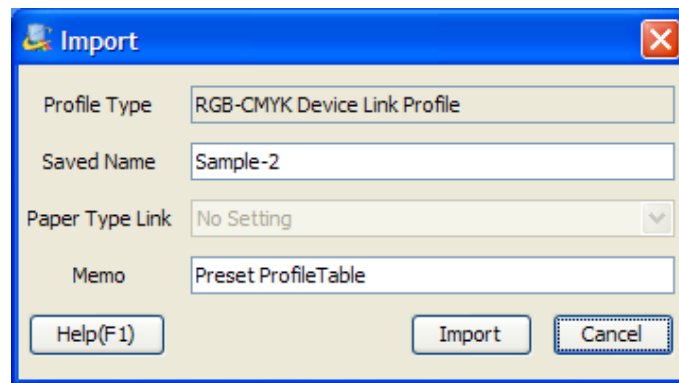 Import
Profile Type RGB-CMYK Device Link Profile
Saved Name Sample-2
Paper Type Link No Setting
Memo Preset ProfileTable
Help(F1) Import Cancel